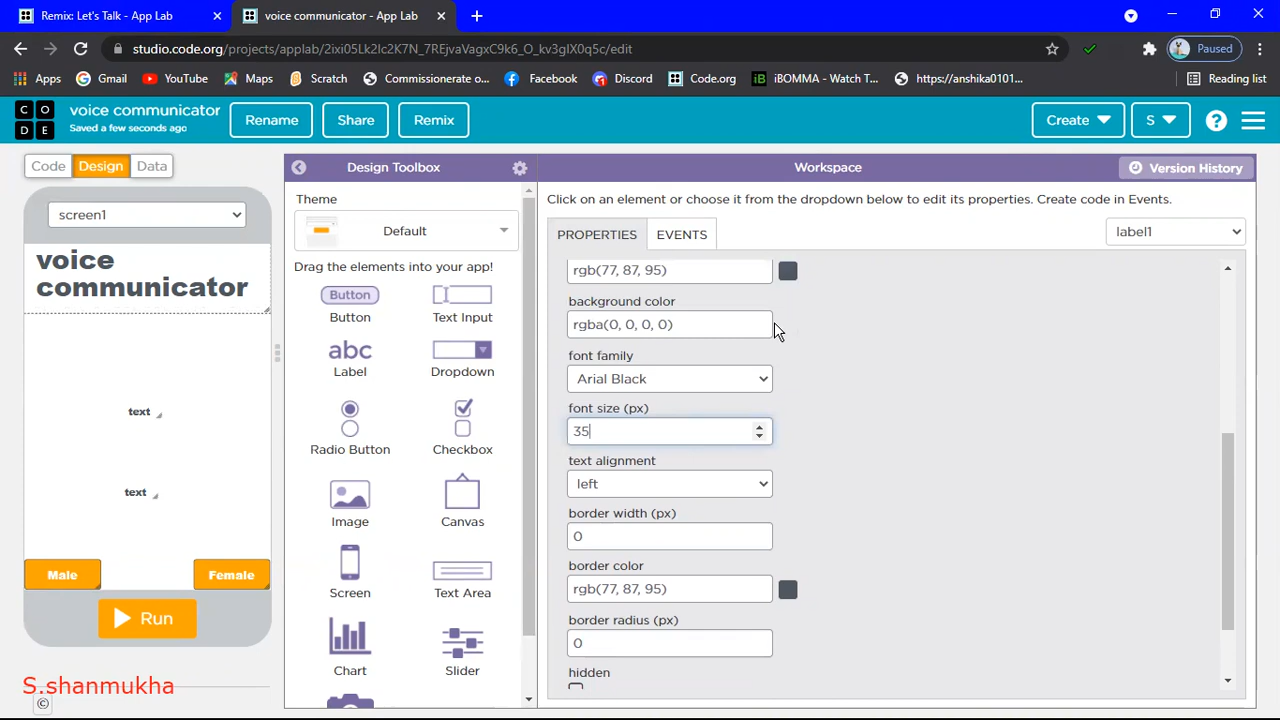 Remix: Let's Talk - App Lab
voice communicator - App Lab
studio.code.org/projects/applab/2ixi05Lk2lc2K7N_7REjvaVagxC9k6_O_kv3gIX0q5c/edit
Paused
Apps
Gmail
YouTube
Maps
Scratch
Commissionerate o...
Facebook
Discord
Code.org
iB
iBOMMA - Watch T...
https://anshika0101...
Reading list
C O
D E
voice communicator
Saved a few seconds ago
Rename
Share
Remix
Create
S
?
Code
Design
Data
Design Toolbox
Workspace
Version History
screen1
Theme
Default
Click on an element or choose it from the dropdown below to edit its properties. Create code in Events.
PROPERTIES
EVENTS
label1
voice
communicator
Drag the elements into your app!
Button
Button
Text Input
abc
Label
Dropdown
Radio Button
Checkbox
Image
Canvas
Screen
Text Area
Chart
Slider
rgb(77, 87, 95)
background color
rgba(0, 0, 0, 0)
font family
Arial Black
font size (px)
35
text alignment
left
border width (px)
0
border color
rgb(77, 87, 95)
border radius (px)
0
hidden
text
text
Male
Female
Run
S.shanmukha
©